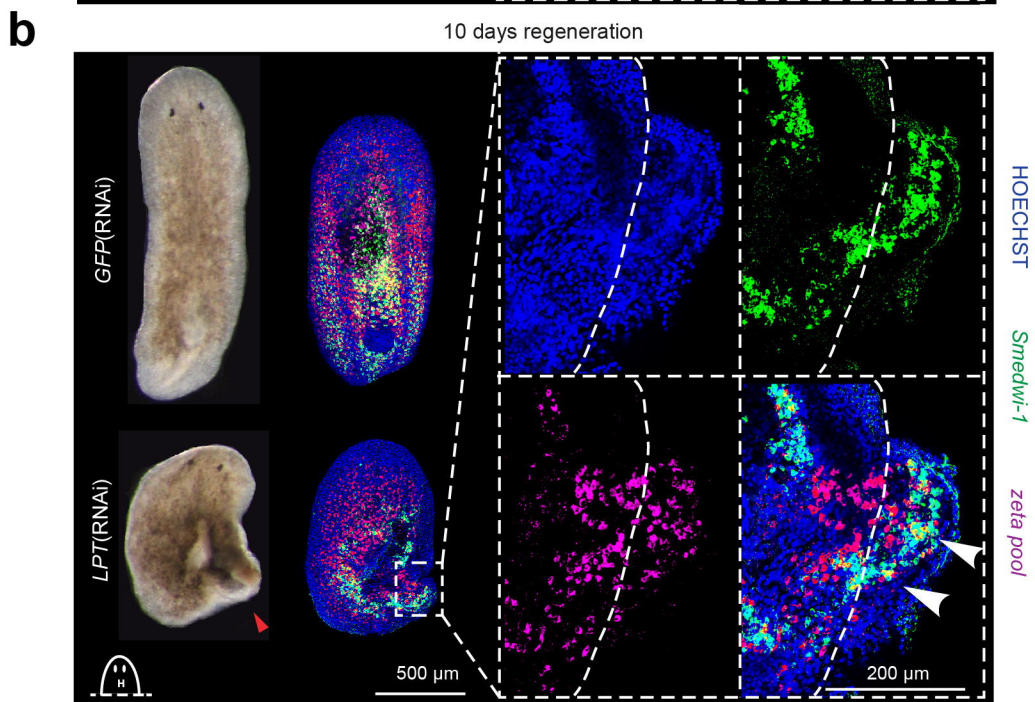 b
10 days regeneration
GFP(RNAi)
LPT(RNAi)
H
500 µm
200 µm
HOECHST
Smedwi-1
zeta pool